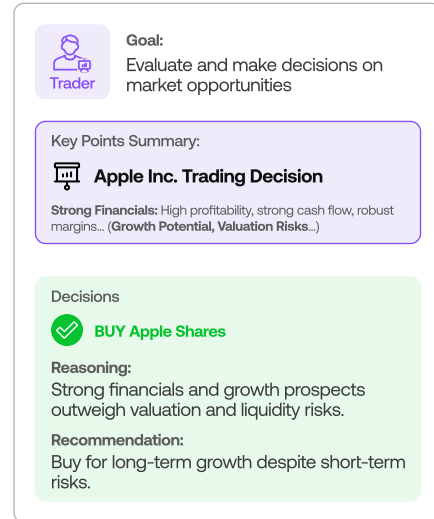 Trader
Goal:
Evaluate and make decisions on
market opportunities
Key Points Summary:
Apple Inc. Trading Decision
Strong Financials: High profitability, strong cash flow, robust
margins... (Growth Potential, Valuation Risks...)
Decisions
BUY Apple Shares
Reasoning:
Strong financials and growth prospects
outweigh valuation and liquidity risks.
Recommendation:
Buy for long-term growth despite short-term
risks.